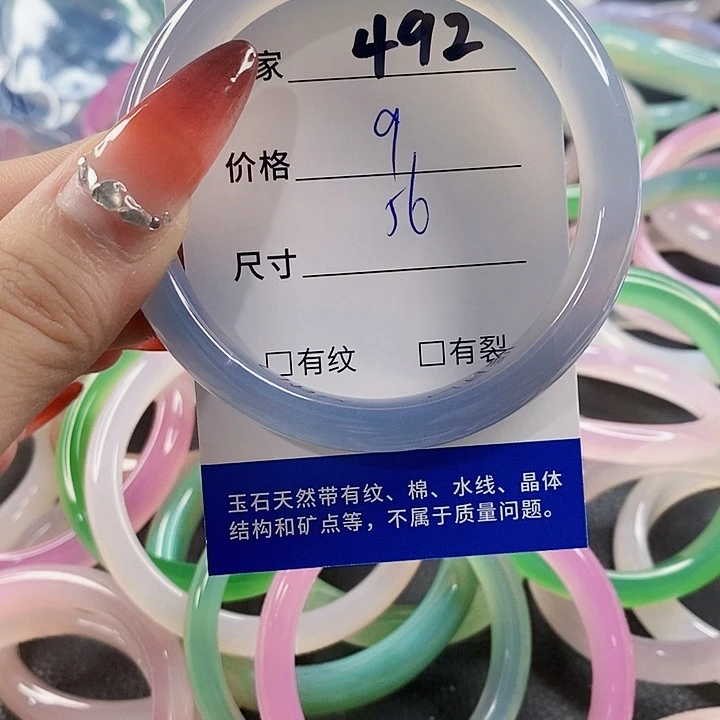 家 492
价格 9
尺寸 56
□有纹 □有裂
玉石天然带有纹、棉、水线、晶体
结构和矿点等，不属于质量问题。